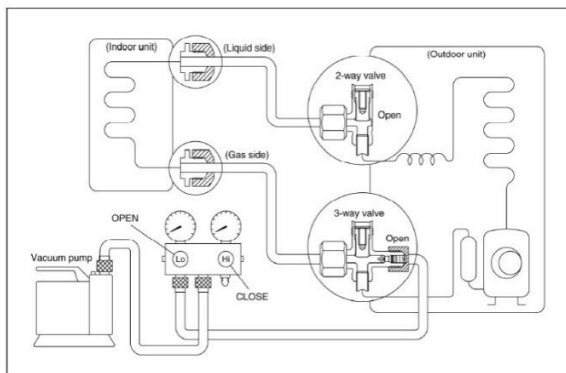 (Indoor unit)
(Liquid side)
(Outdoor unit)
2-way valve
Open
(Gas side)
3-way valve
Open
OPEN
Lo
Hi
Vacuum pump
CLOSE